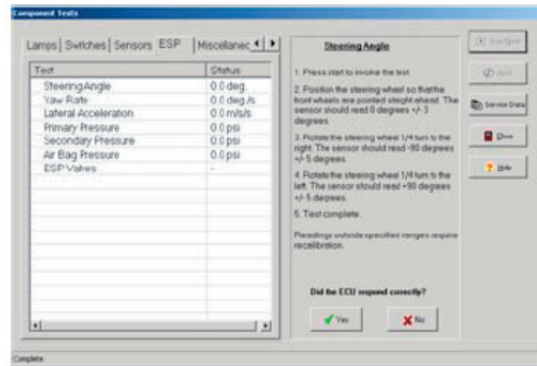 Component Tests
Lamps
Switches
Sensors
ESP
Miscellanec
Test Status
Steering Angle 0.0 deg.
Yaw Rate 0.0 deg./s
Lateral Acceleration 0.0 m/s/s
Primary Pressure 0.0 psi
Secondary Pressure 0.0 psi
Air Bag Pressure 0.0 psi
ESP Valves -
Steering Angle
1. Press start to invoke the test.
2. Position the steering wheel so that the
front wheels are pointed straight ahead. The
sensor should read 0 degrees +/- 3
degrees.
3. Rotate the steering wheel 1/4 turn to the
right. The sensor should read -90 degrees
+/- 5 degrees.
4. Rotate the steering wheel 1/4 turn to the
left. The sensor should read +90 degrees
+/- 5 degrees.
5. Test complete.
Readings outside specified ranges require
recalibration.
Did the ECU respond correctly?
Yes
No
Service Data
Help
Complete